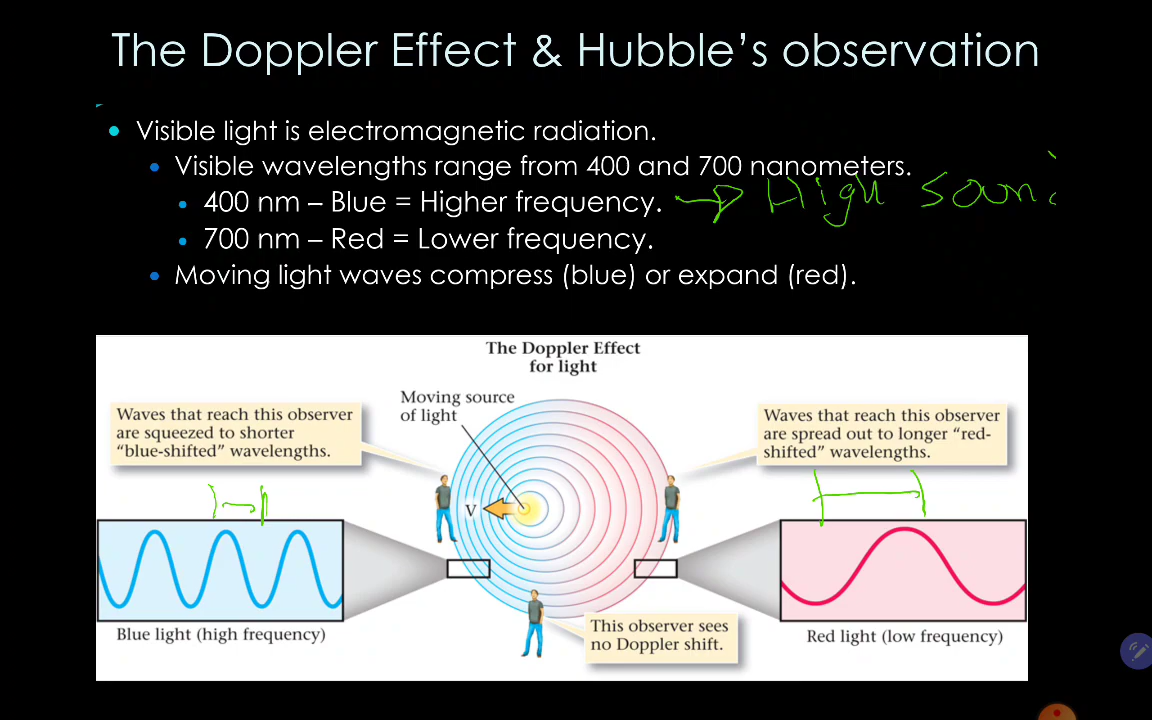 The Doppler Effect & Hubble’s observation
• Visible light is electromagnetic radiation.
• Visible wavelengths range from 400 and 700 nanometers.
• 400 nm – Blue = Higher frequency. → High
• 700 nm – Red = Lower frequency.
• Moving light waves compress (blue) or expand (red).
The Doppler Effect
for light
Moving source
of light
Waves that reach this observer
are squeezed to shorter
“blue-shifted” wavelengths.
Waves that reach this observer
are spread out to longer “red-
shifted” wavelengths.
V
Blue light (high frequency)
This observer sees
no Doppler shift.
Red light (low frequency)